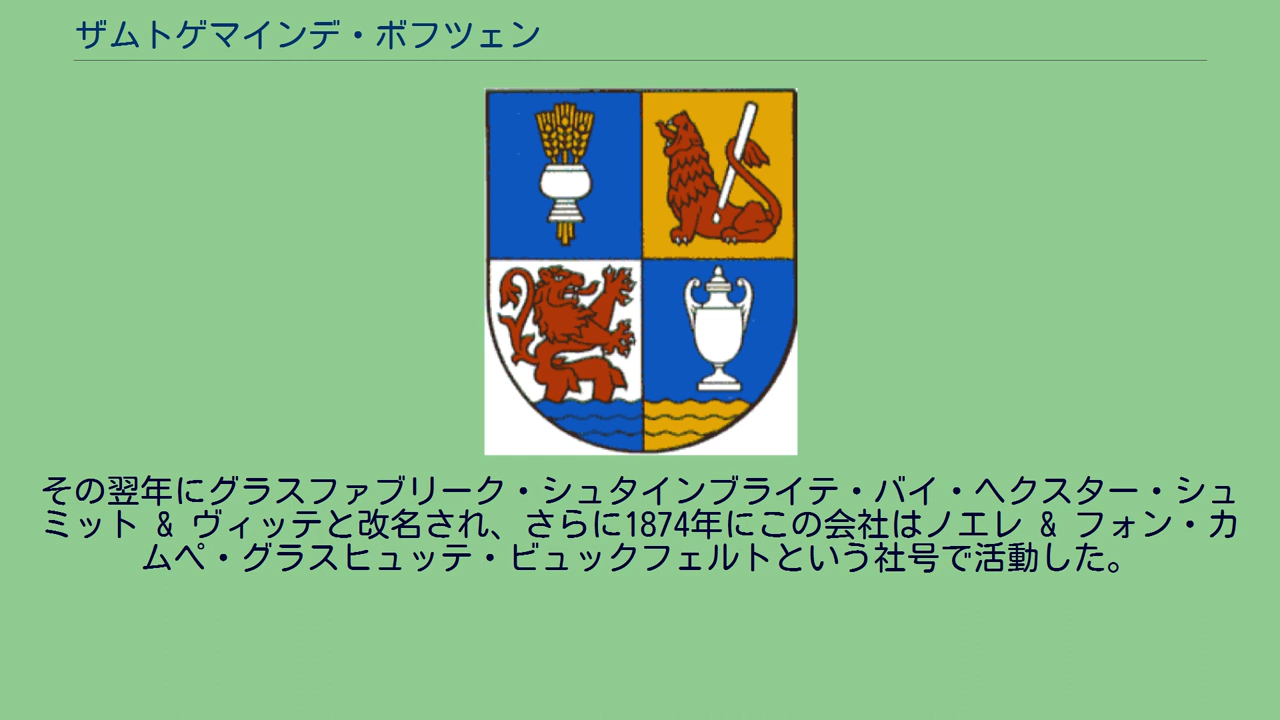 ザムトゲマインデ・ボフツェン
その翌年にグラスファブリーク・シュタインブライテ・バイ・ヘクスター・シュ
ミット & ヴィッテと改名され、さらに1874年にこの会社はノエレ & フォン・カ
ムペ・グラスヒュッテ・ビュックフェルトという社号で活動した。